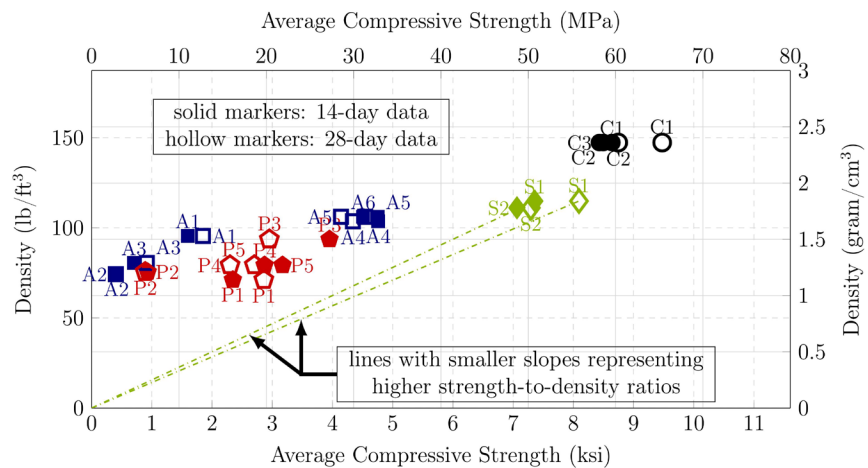 Average Compressive Strength (MPa)
0 10 20 30 40 50 60 70 80
solid markers: 14-day data
hollow markers: 28-day data
Density (lb/ft³)
0
50
100
150
Density (gram/cm³)
0
0.5
1
1.5
2
2.5
3
C1 C1
C3
C2 C2
S1 S1
S2
S2
A6 A5
A5
A4 A4
A1 A1
A3 A3
A2
A2
P3 P3
P5 P4
P4 P5
P2
P2
P1 P1
lines with smaller slopes representing
higher strength-to-density ratios
0 1 2 3 4 5 6 7 8 9 10 11
Average Compressive Strength (ksi)